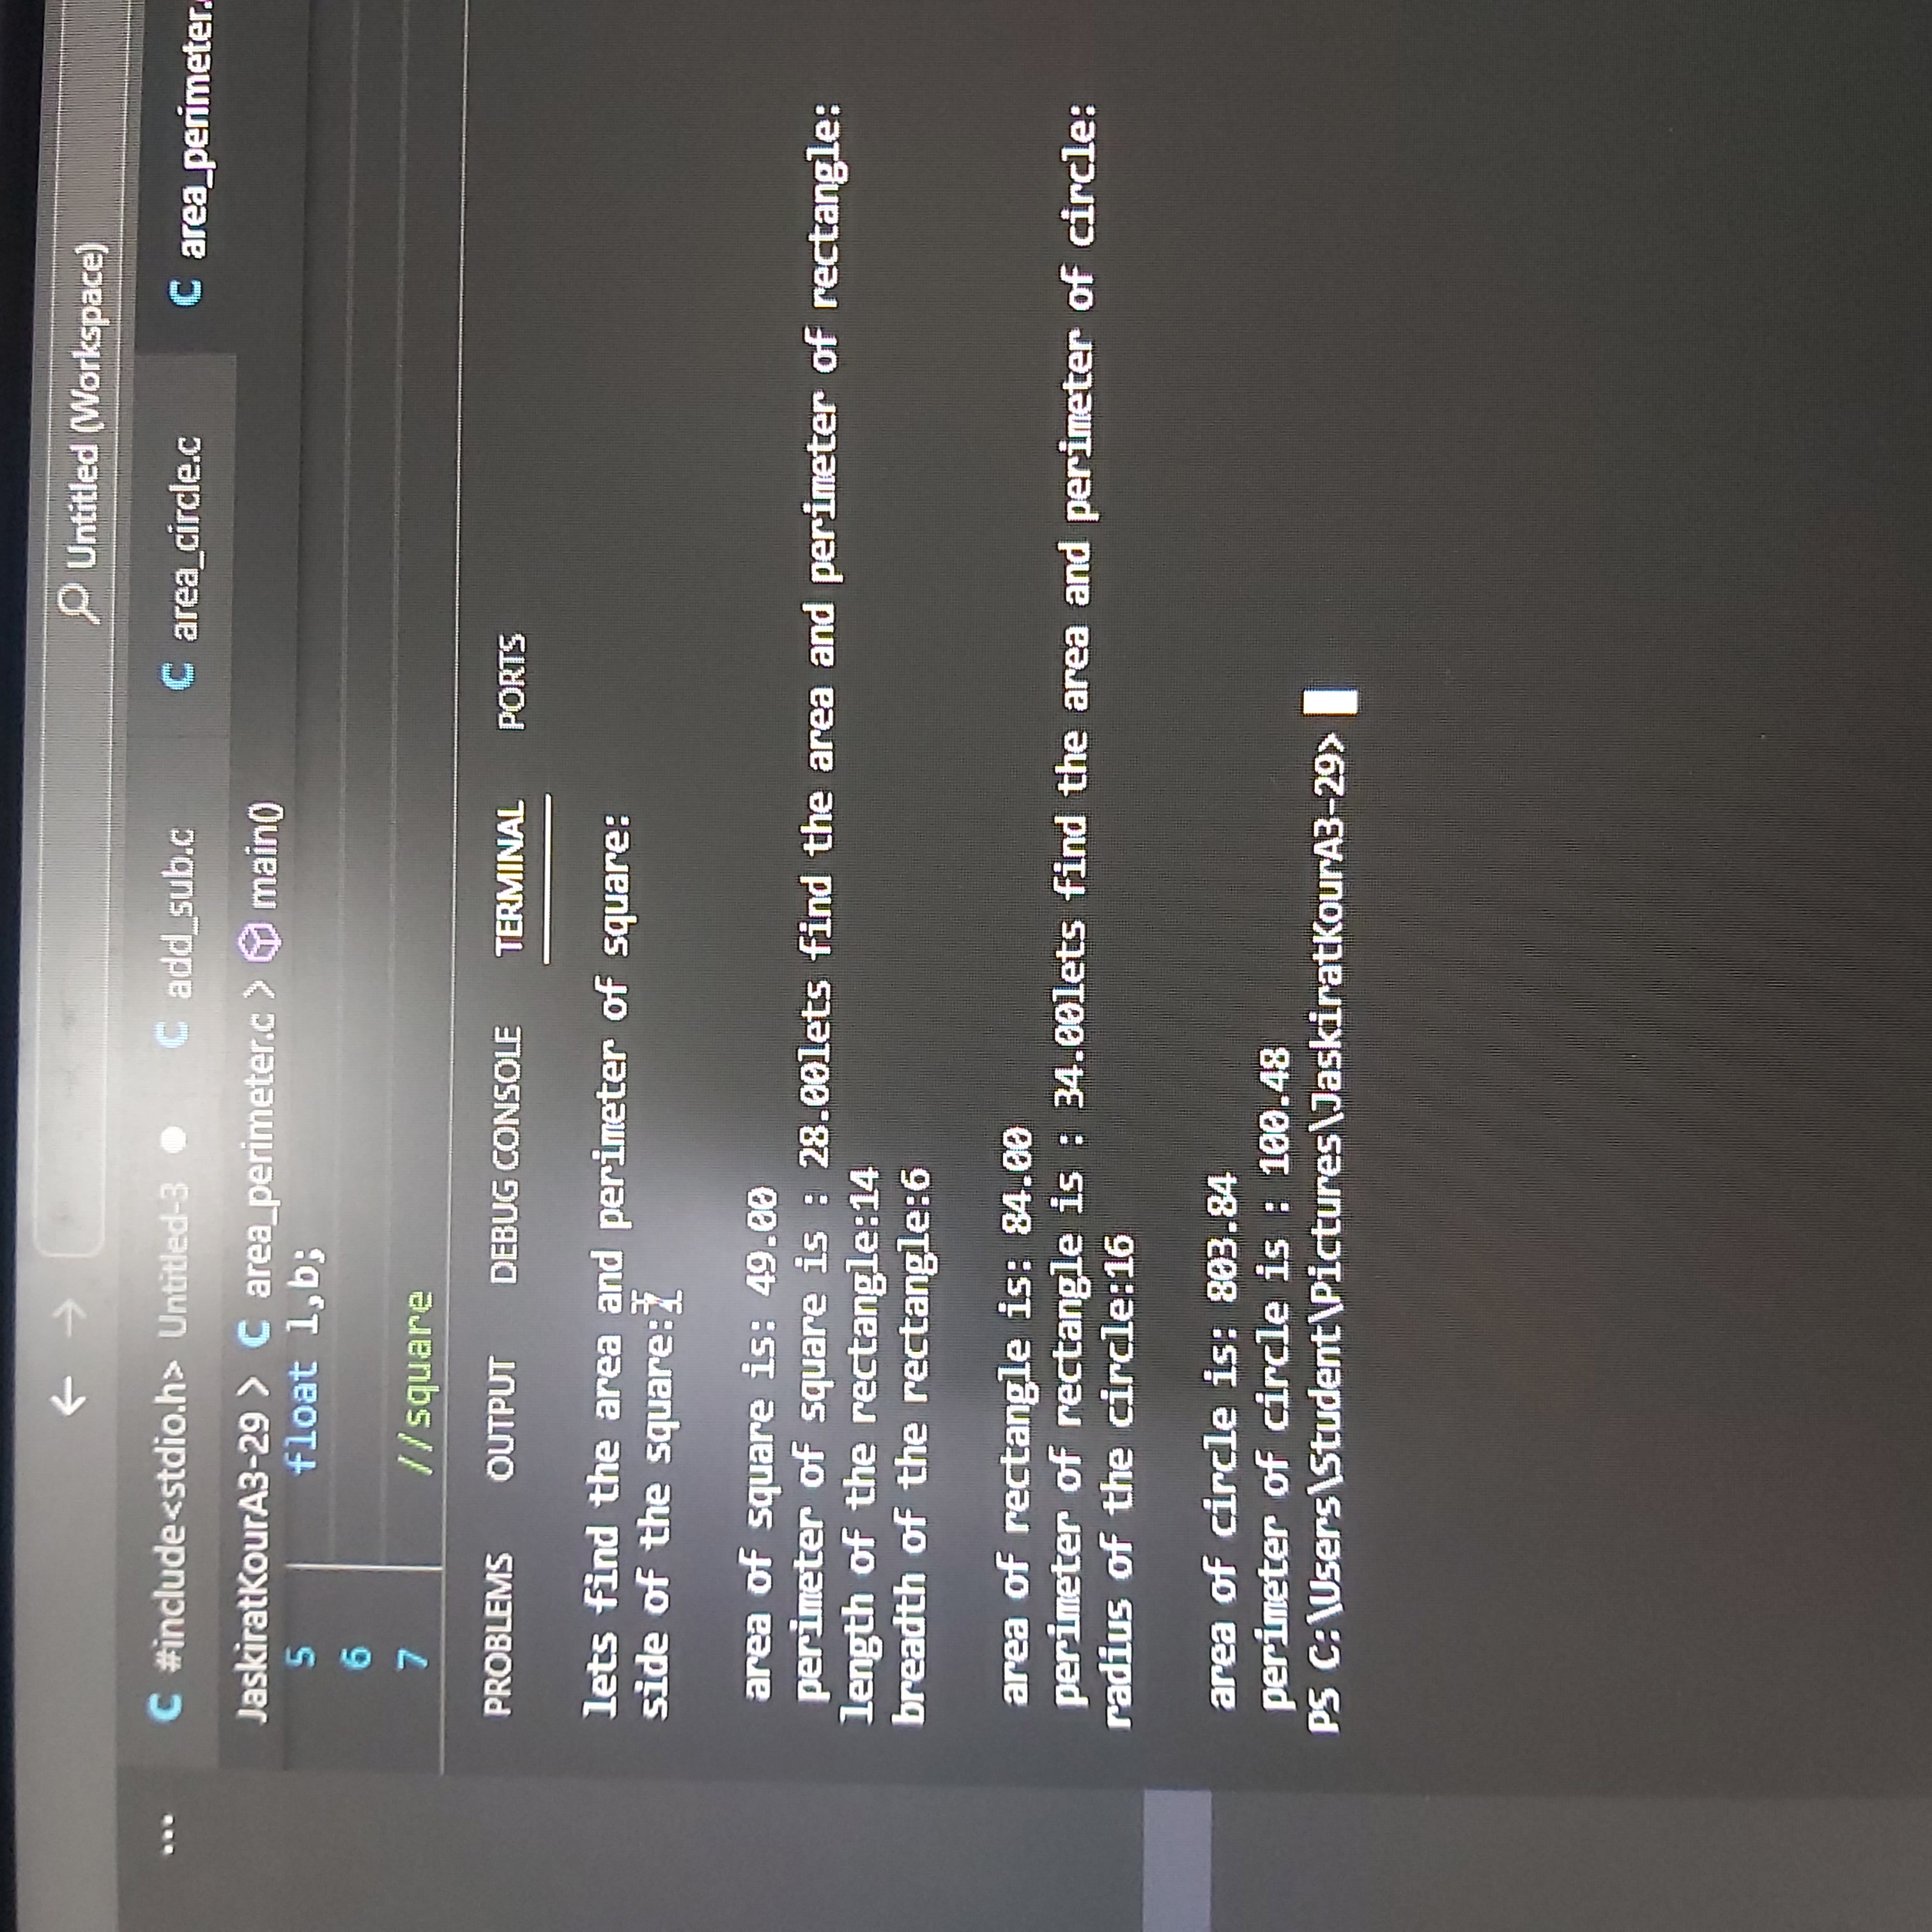 Untitled (Workspace)
#include<stdio.h> Untitled-3 add_sub.c area_circle.c area_perimeter.
JaskiratKourA3-29 > area_perimeter.c > main()
5 float l,b;
6
7 //square
PROBLEMS OUTPUT DEBUG CONSOLE TERMINAL PORTS
lets find the area and perimeter of square:
side of the square:7
area of square is: 49.00
perimeter of square is : 28.00lets find the area and perimeter of rectangle:
length of the rectangle:14
breadth of the rectangle:6
area of rectangle is: 84.00
perimeter of rectangle is : 34.00lets find the area and perimeter of circle:
radius of the circle:16
area of circle is: 803.84
perimeter of circle is : 100.48
PS C:\Users\Student\Pictures\JaskiratKourA3-29>